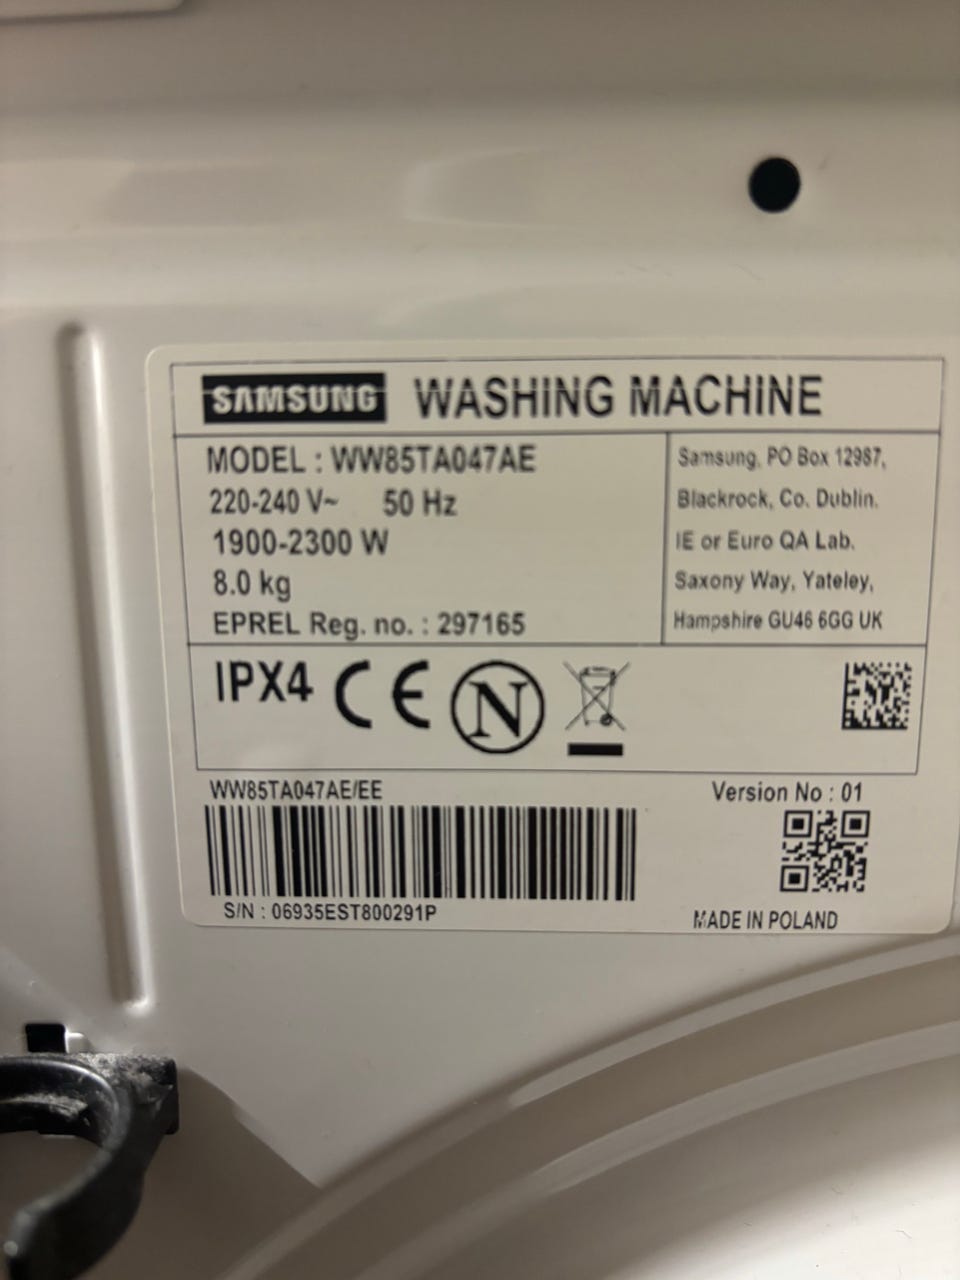 SAMSUNG WASHING MACHINE
MODEL : WW85TA047AE
220-240 V~ 50 Hz
1900-2300 W
8.0 kg
EPREL Reg. no. : 297165
Samsung, PO Box 12987,
Blackrock, Co. Dublin.
IE or Euro QA Lab.
Saxony Way, Yateley,
Hampshire GU46 6GG UK
IPX4 CE N
WW85TA047AE/EE
Version No : 01
S/N : 06935EST800291P
MADE IN POLAND